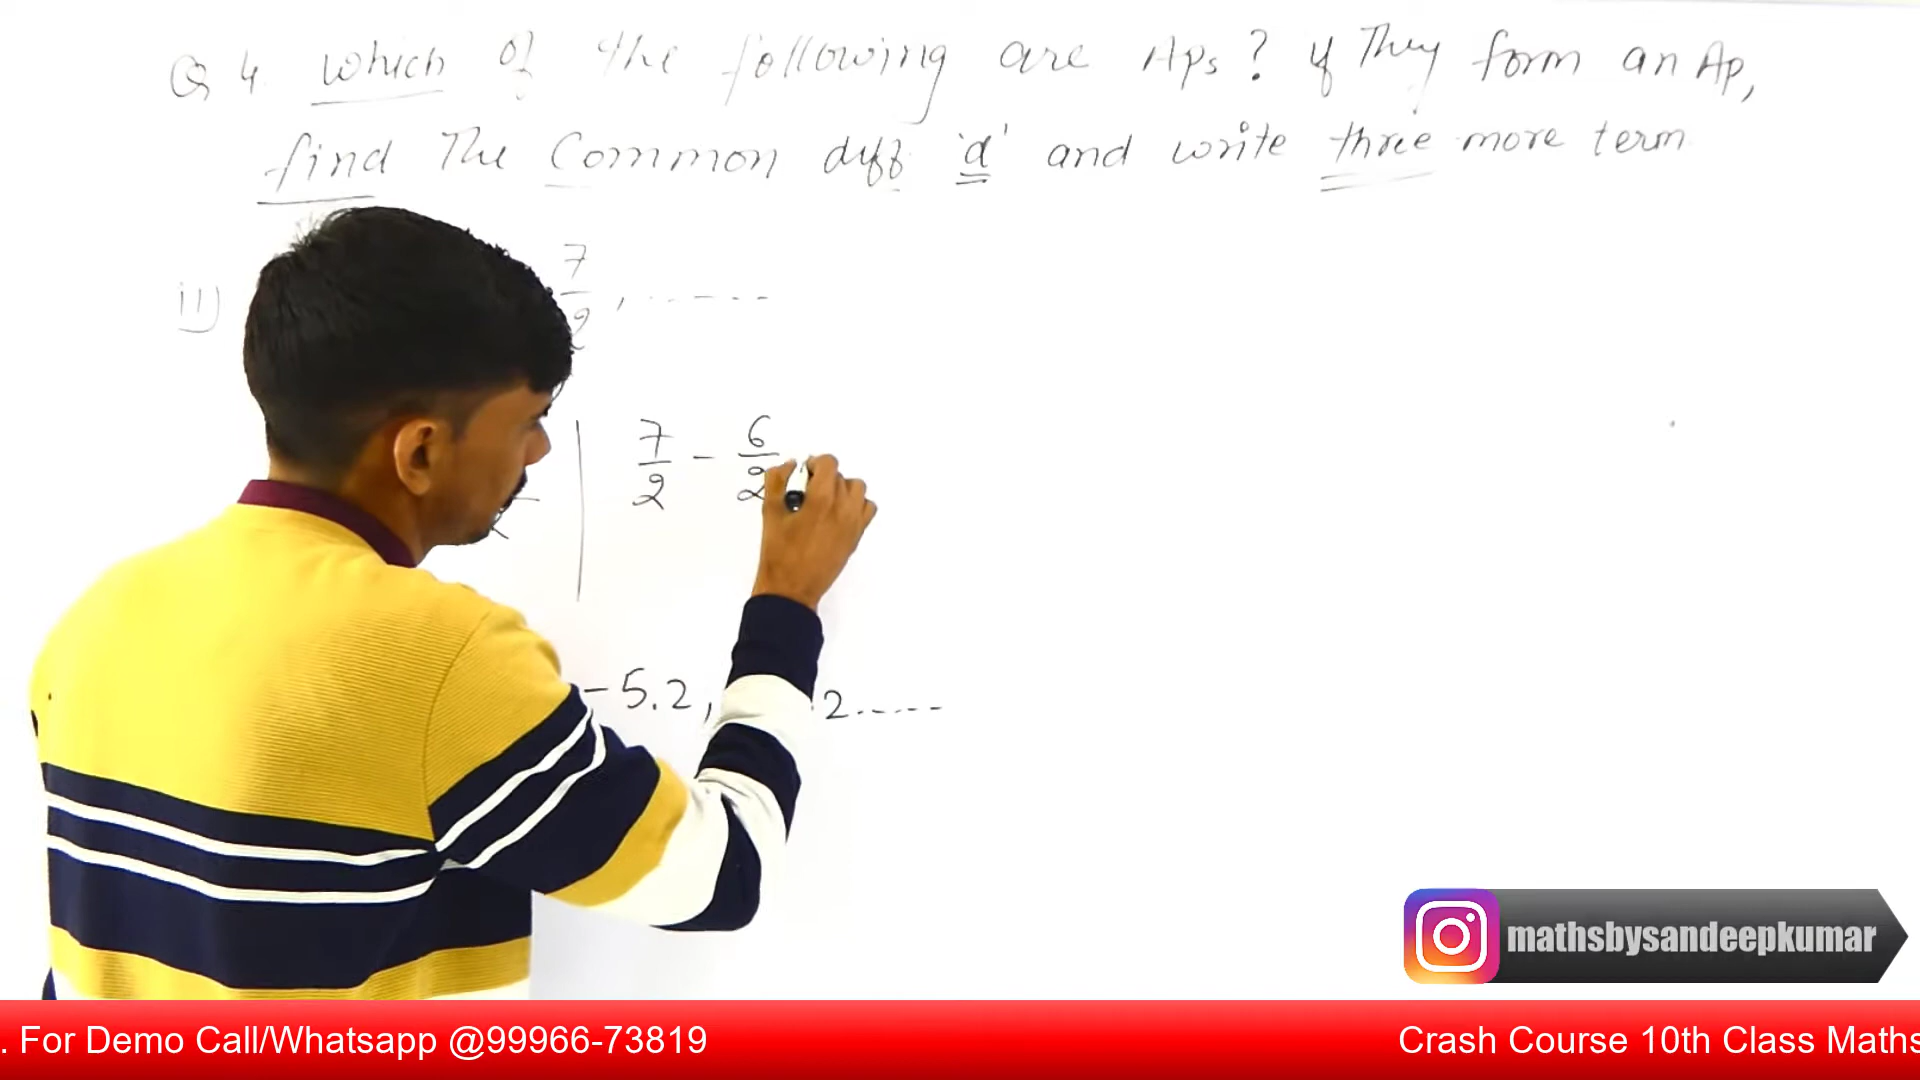 Q 4. Which of the following are Aps? if They form an Ap,
find The Common diff 'd' and write three more term
ii) 7/2, ......
7/2 - 6/2
-5.2, 2.....
mathsbysandeepkumar
. For Demo Call/Whatsapp @99966-73819 Crash Course 10th Class Maths